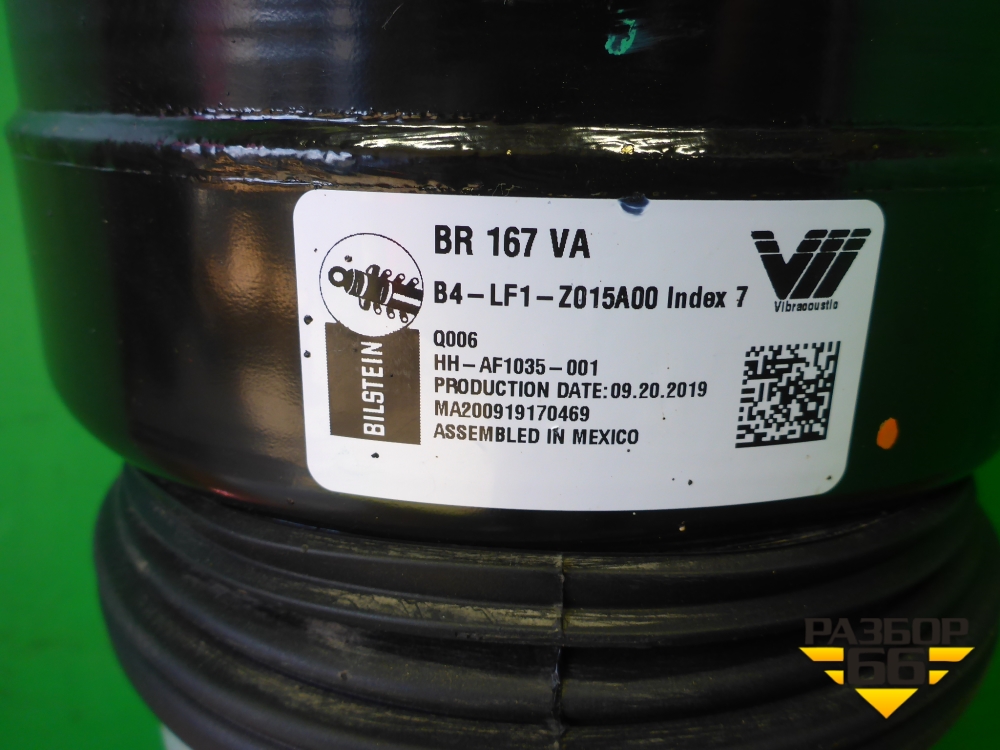 BR 167 VA
B4-LF1-Z015A00 Index 7
Vibracoustic
BILSTEIN
Q006
HH-AF1035-001
PRODUCTION DATE:09.20.2019
MA200919170469
ASSEMBLED IN MEXICO
РАЗБОР
66